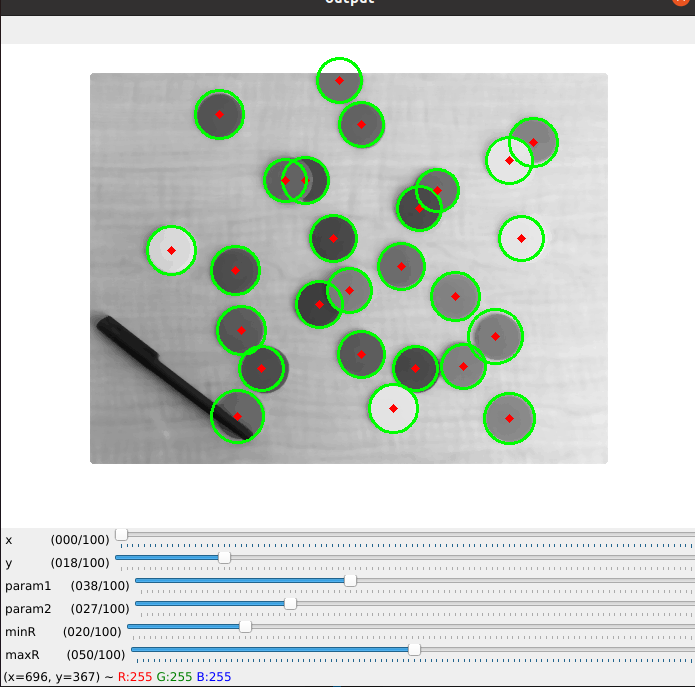 output
x (000/100)
y (018/100)
param1 (038/100)
param2 (027/100)
minR (020/100)
maxR (050/100)
(x=696, y=367) ~ R:255 G:255 B:255